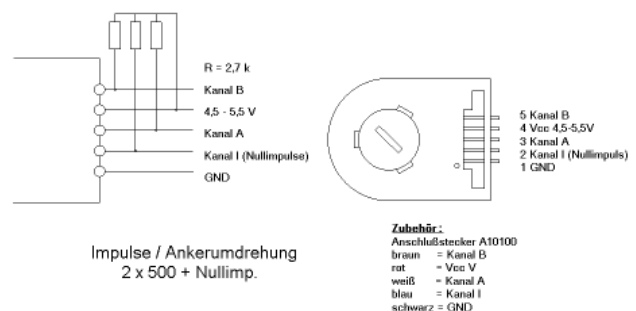 R = 2,7 k
Kanal B
4,5 - 5,5 V
Kanal A
Kanal I (Nullimpulse)
GND
Impulse / Ankerumdrehung
2 x 500 + Nullimp.
5 Kanal B
4 Vcc 4,5-5,5V
3 Kanal A
2 Kanal I (Nullimpuls)
1 GND
Zubehör:
Anschlußstecker A10100
braun = Kanal B
rot = Vcc V
weiß = Kanal A
blau = Kanal I
schwarz = GND